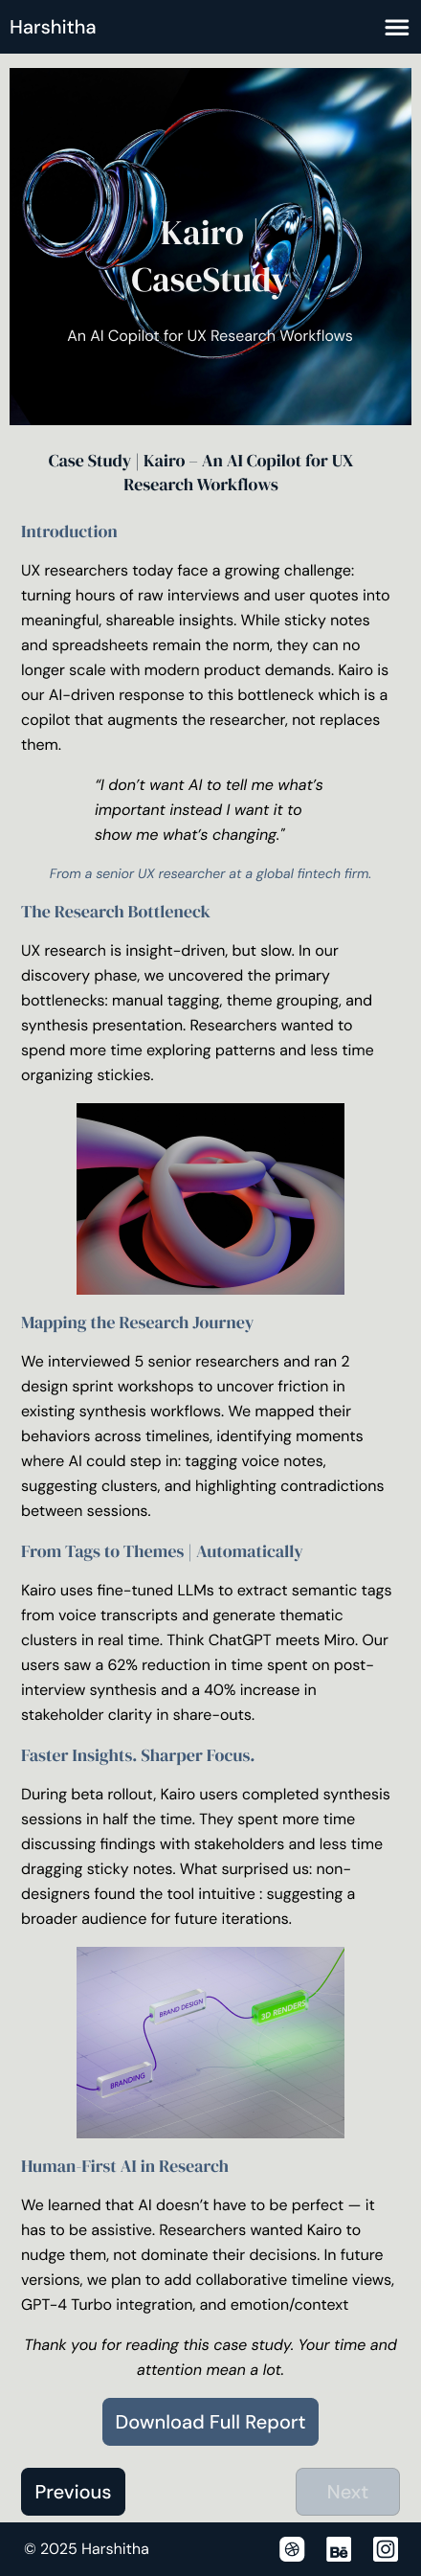 Harshitha
Kairo |
CaseStudy
An AI Copilot for UX Research Workflows
Case Study | Kairo – An AI Copilot for UX
Research Workflows
Introduction
UX researchers today face a growing challenge:
turning hours of raw interviews and user quotes into
meaningful, shareable insights. While sticky notes
and spreadsheets remain the norm, they can no
longer scale with modern product demands. Kairo is
our AI-driven response to this bottleneck which is a
copilot that augments the researcher, not replaces
them.
“I don’t want AI to tell me what’s
important instead I want it to
show me what’s changing."
From a senior UX researcher at a global fintech firm.
The Research Bottleneck
UX research is insight-driven, but slow. In our
discovery phase, we uncovered the primary
bottlenecks: manual tagging, theme grouping, and
synthesis presentation. Researchers wanted to
spend more time exploring patterns and less time
organizing stickies.
Mapping the Research Journey
We interviewed 5 senior researchers and ran 2
design sprint workshops to uncover friction in
existing synthesis workflows. We mapped their
behaviors across timelines, identifying moments
where AI could step in: tagging voice notes,
suggesting clusters, and highlighting contradictions
between sessions.
From Tags to Themes | Automatically
Kairo uses fine-tuned LLMs to extract semantic tags
from voice transcripts and generate thematic
clusters in real time. Think ChatGPT meets Miro. Our
users saw a 62% reduction in time spent on post-
interview synthesis and a 40% increase in
stakeholder clarity in share-outs.
Faster Insights. Sharper Focus.
During beta rollout, Kairo users completed synthesis
sessions in half the time. They spent more time
discussing findings with stakeholders and less time
dragging sticky notes. What surprised us: non-
designers found the tool intuitive : suggesting a
broader audience for future iterations.
BRANDING
BRAND DESIGN
3D RENDERS
Human-First AI in Research
We learned that AI doesn’t have to be perfect — it
has to be assistive. Researchers wanted Kairo to
nudge them, not dominate their decisions. In future
versions, we plan to add collaborative timeline views,
GPT-4 Turbo integration, and emotion/context
Thank you for reading this case study. Your time and
attention mean a lot.
Download Full Report
Previous
Next
© 2025 Harshitha
Bē